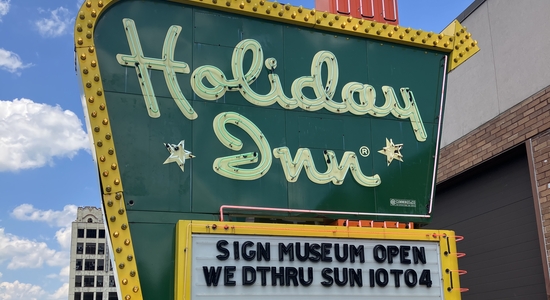 Holiday
Inn®
SIGN MUSEUM OPEN
WEDTHRU SUN 10TO4